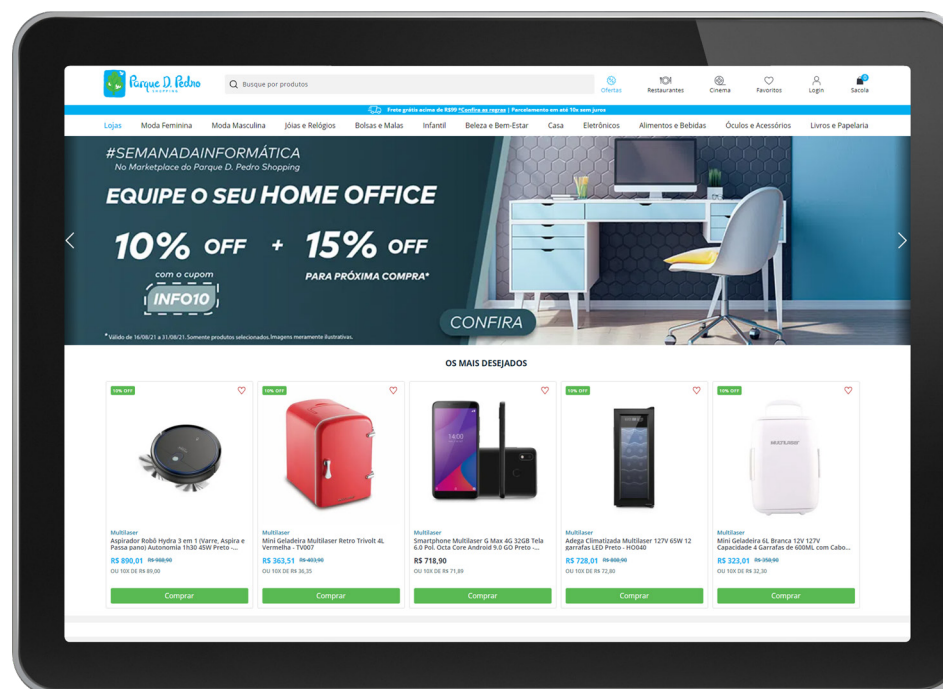 Parque D. Pedro
SHOPPING
Busque por produtos
Ofertas
Restaurantes
Cinema
Favoritos
Login
0
Sacola
Frete grátis acima de R$99 *Confira as regras | Parcelamento em até 10x sem juros
Lojas Moda Feminina Moda Masculina Jóias e Relógios Bolsas e Malas Infantil Beleza e Bem-Estar Casa Eletrônicos Alimentos e Bebidas Óculos e Acessórios Livros e Papelaria
#SEMANADAINFORMÁTICA
No Marketplace do Parque D. Pedro Shopping
EQUIPE O SEU HOME OFFICE
10% OFF + 15% OFF
com o cupom
INFO10
PARA PRÓXIMA COMPRA*
CONFIRA
*Válido de 16/08/21 a 31/08/21. Somente produtos selecionados. Imagens meramente ilustrativas.
OS MAIS DESEJADOS
10% OFF
Multilaser
Aspirador Robô Hydra 3 em 1 (Varre, Aspira e
Passa pano) Autonomia 1h30 45W Preto -...
R$ 890,01 R$ 988,90
OU 10X DE R$ 89,00
Comprar
10% OFF
Multilaser
Mini Geladeira Multilaser Retro Trivolt 4L
Vermelha - TV007
R$ 363,51 R$ 403,90
OU 10X DE R$ 36,35
Comprar
14:00
Multilaser
Smartphone Multilaser G Max 4G 32GB Tela
6.0 Pol. Octa Core Android 9.0 GO Preto -...
R$ 718,90
OU 10X DE R$ 71,89
Comprar
10% OFF
Multilaser
Adega Climatizada Multilaser 127V 65W 12
garrafas LED Preto - HO040
R$ 728,01 R$ 808,90
OU 10X DE R$ 72,80
Comprar
10% OFF
MULTILASER
Multilaser
Mini Geladeira 6L Branca 12V 127V
Capacidade 4 Garrafas de 600ML com Cabo...
R$ 323,01 R$ 358,90
OU 10X DE R$ 32,30
Comprar